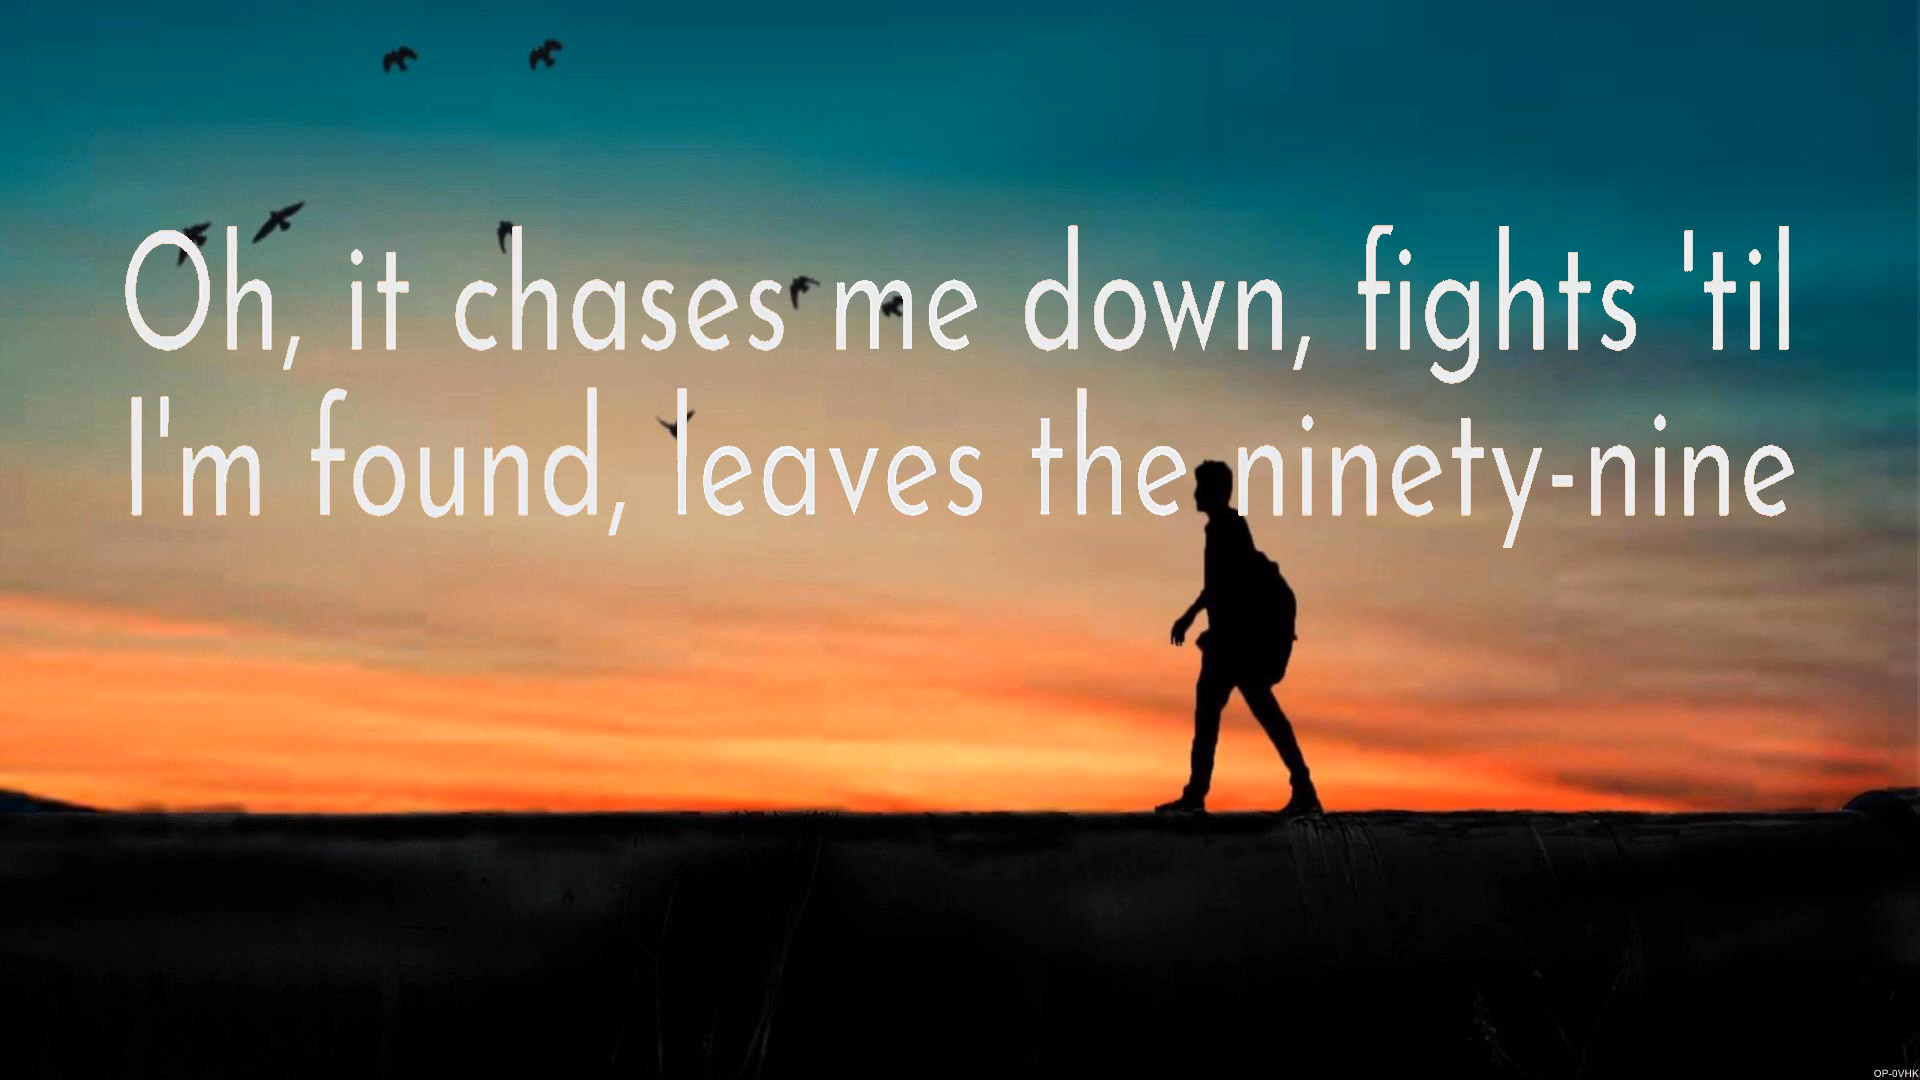 Oh, it chases me down, fights 'til
I'm found, leaves the ninety-nine
OP-0VHK